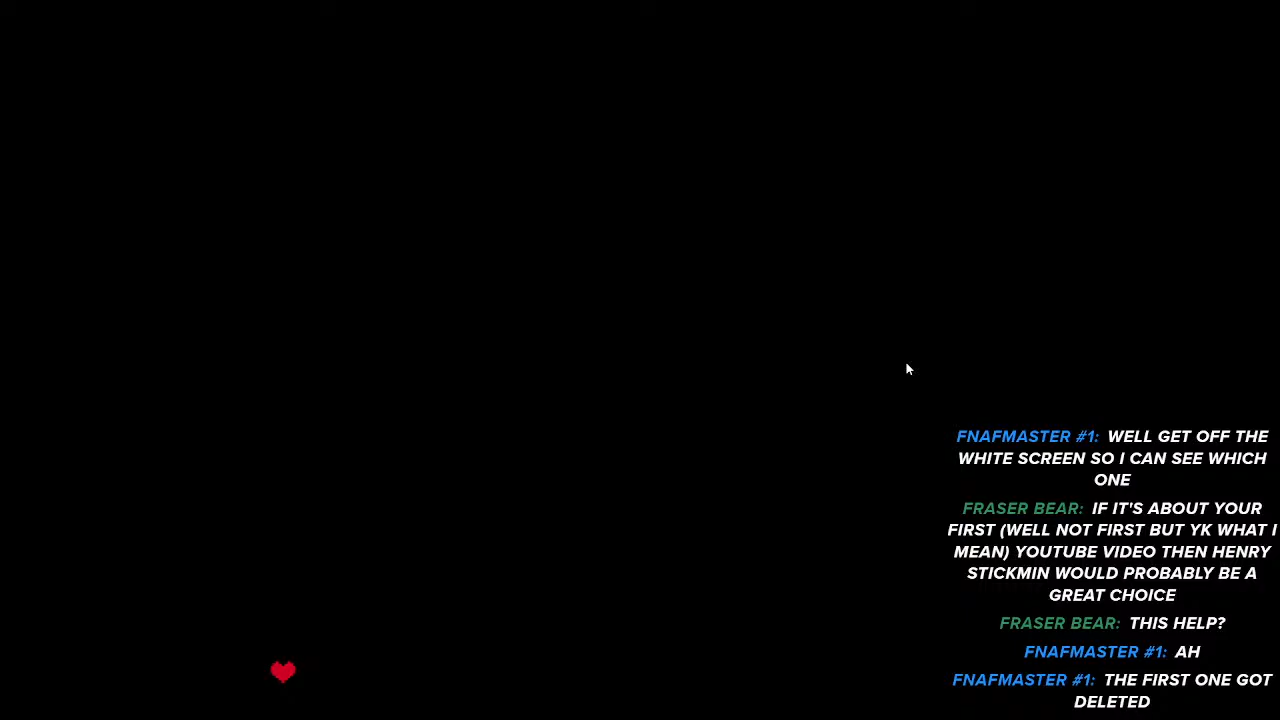 FNAFMASTER #1: WELL GET OFF THE
WHITE SCREEN SO I CAN SEE WHICH
ONE
FRASER BEAR: IF IT'S ABOUT YOUR
FIRST (WELL NOT FIRST BUT YK WHAT I
MEAN) YOUTUBE VIDEO THEN HENRY
STICKMIN WOULD PROBABLY BE A
GREAT CHOICE
FRASER BEAR: THIS HELP?
FNAFMASTER #1: AH
FNAFMASTER #1: THE FIRST ONE GOT
DELETED